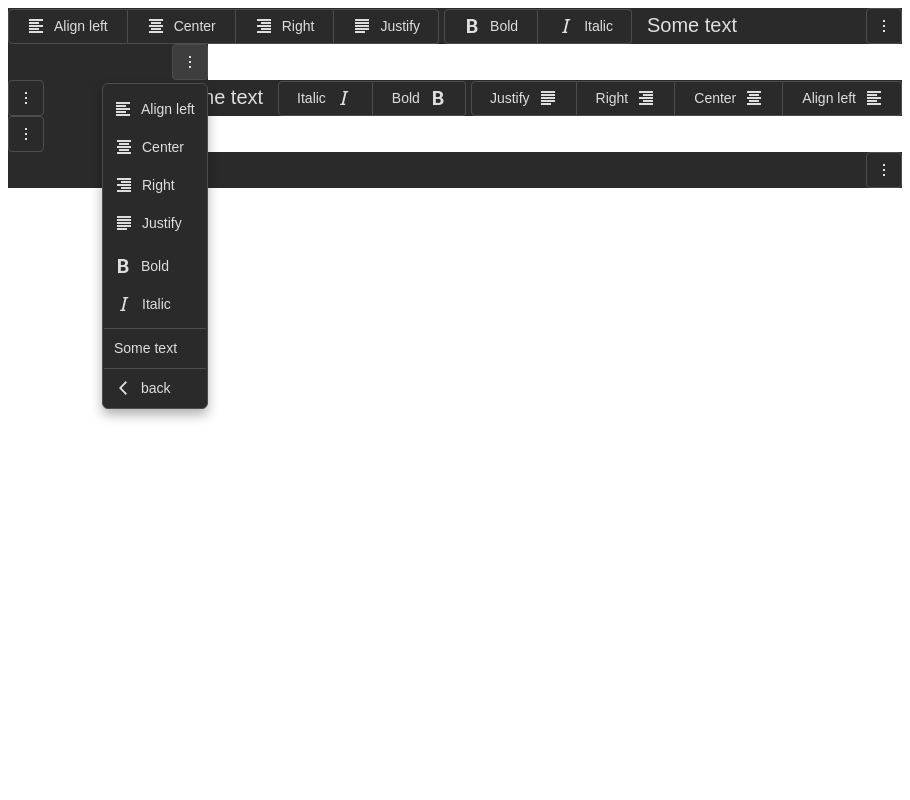 Align left Center Right Justify Bold Italic Some text
me text Italic Bold Justify Right Center Align left
Align left
Center
Right
Justify
Bold
Italic
Some text
back